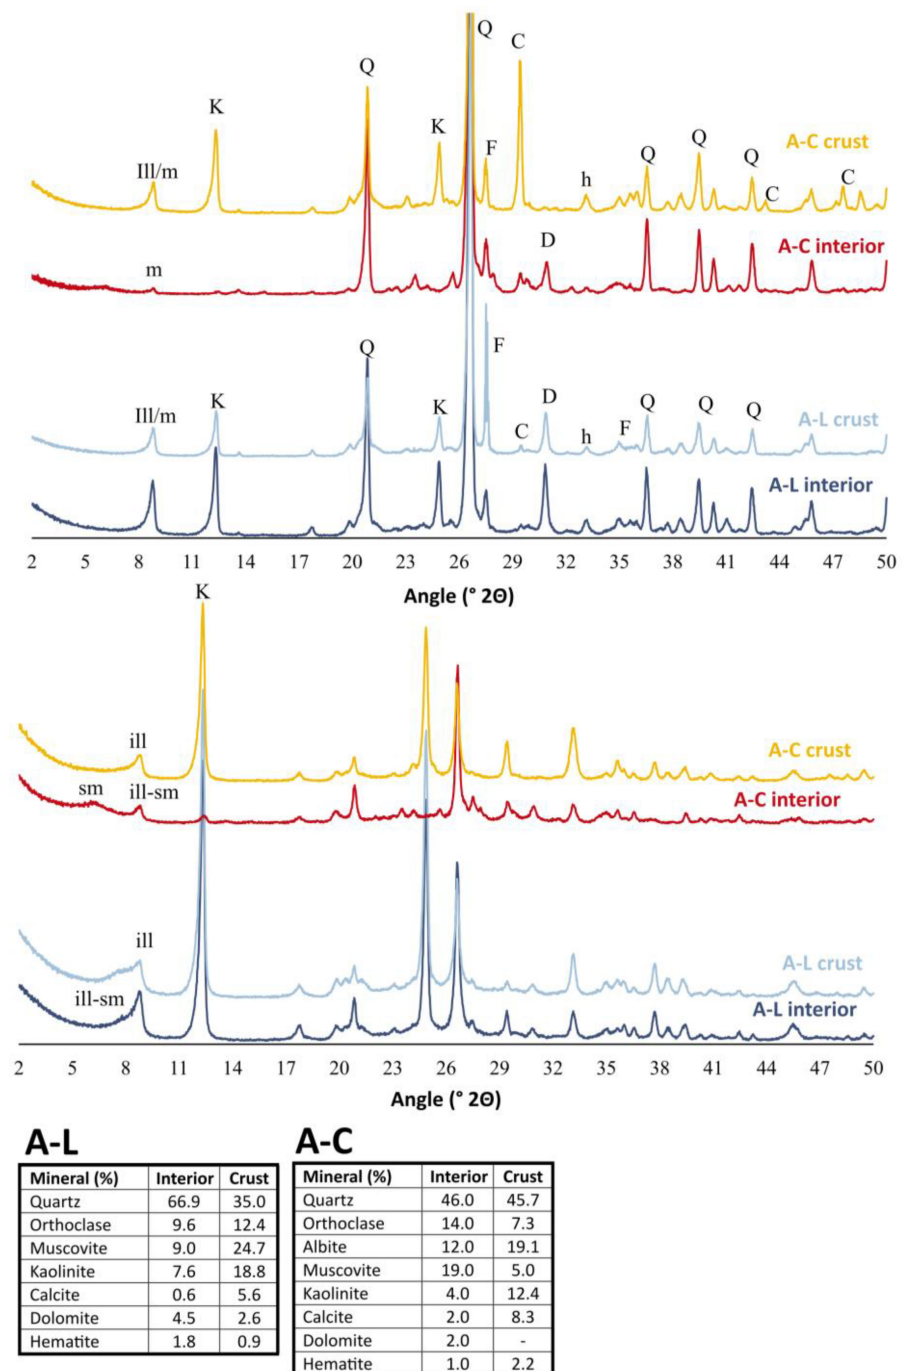 Q
C
Q
K
K
F
Ill/m
h
Q
Q
Q
C
C
A-C crust
A-C interior
m
D
Q
F
Ill/m
K
K
C
D
h
F
Q
Q
Q
A-L crust
A-L interior
2 8 11 14 20 23 26 29 32 35 38 41 44 47 50
Angle (° 2Θ)
K
ill
A-C crust
sm
ill-sm
A-C interior
ill
A-L crust
ill-sm
A-L interior
2 5 8 11 14 20 23 26 29 32 35 38 41 44 47 50
Angle (° 2Θ)
A-L
Mineral (%) Interior Crust
Quartz 66.9 35.0
Orthoclase 9.6 12.4
Muscovite 9.0 24.7
Kaolinite 7.6 18.8
Calcite 0.6 5.6
Dolomite 4.5 2.6
Hematite 1.8 0.9
A-C
Mineral (%) Interior Crust
Quartz 46.0 45.7
Orthoclase 14.0 7.3
Albite 12.0 19.1
Muscovite 19.0 5.0
Kaolinite 4.0 12.4
Calcite 2.0 8.3
Dolomite 2.0 -
Hematite 1.0 2.2